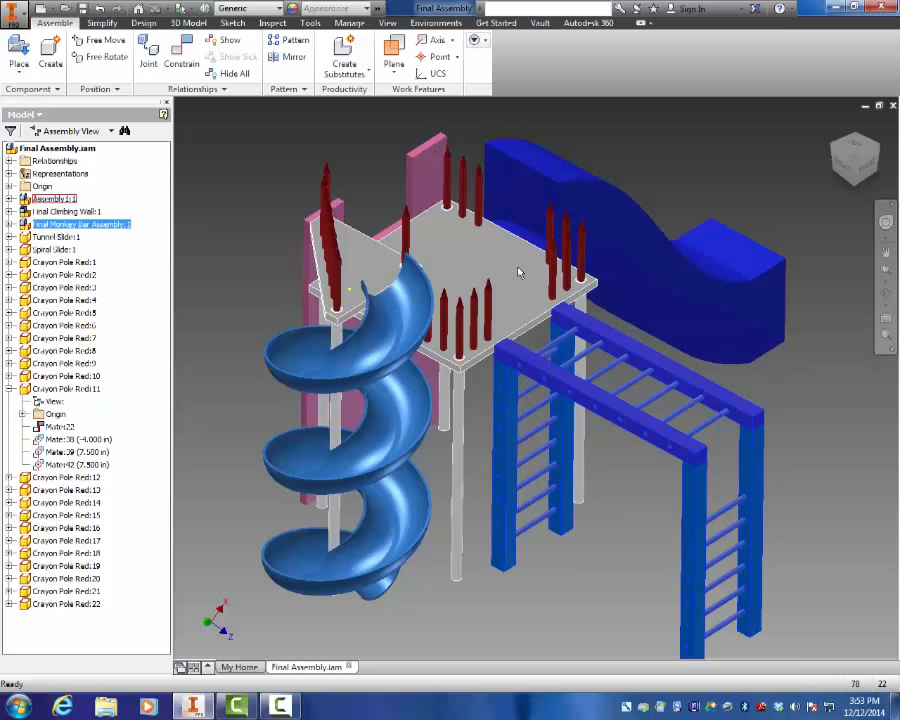 Generic
Appearance
Final Assembly
Sign In
PRO
Assemble Simplify Design 3D Model Sketch Inspect Tools Manage View Environments Get Started Vault Autodesk 360
Place
Create
Free Move
Free Rotate
Joint
Constrain
Show
Show Sick
Hide All
Pattern
Mirror
Create Substitutes
Plane
Axis
Point
UCS
Component Position Relationships Pattern Productivity Work Features
Model
Assembly View
Final Assembly.iam
Relationships
Representations
Origin
Assembly1:1
Final Climbing Wall:1
Final Monkey Bar Assembly:1
Tunnel Slide:1
Spiral Slide:1
Crayon Pole Red:1
Crayon Pole Red:2
Crayon Pole Red:3
Crayon Pole Red:4
Crayon Pole Red:5
Crayon Pole Red:6
Crayon Pole Red:7
Crayon Pole Red:8
Crayon Pole Red:9
Crayon Pole Red:10
Crayon Pole Red:11
View:
Origin
Mate:22
Mate:38 (-4.000 in)
Mate:39 (7.500 in)
Mate:42 (7.500 in)
Crayon Pole Red:12
Crayon Pole Red:13
Crayon Pole Red:14
Crayon Pole Red:15
Crayon Pole Red:16
Crayon Pole Red:17
Crayon Pole Red:18
Crayon Pole Red:19
Crayon Pole Red:20
Crayon Pole Red:21
Crayon Pole Red:22
X
Z
My Home Final Assembly.iam
Ready 78 22
3:53 PM
12/12/2014